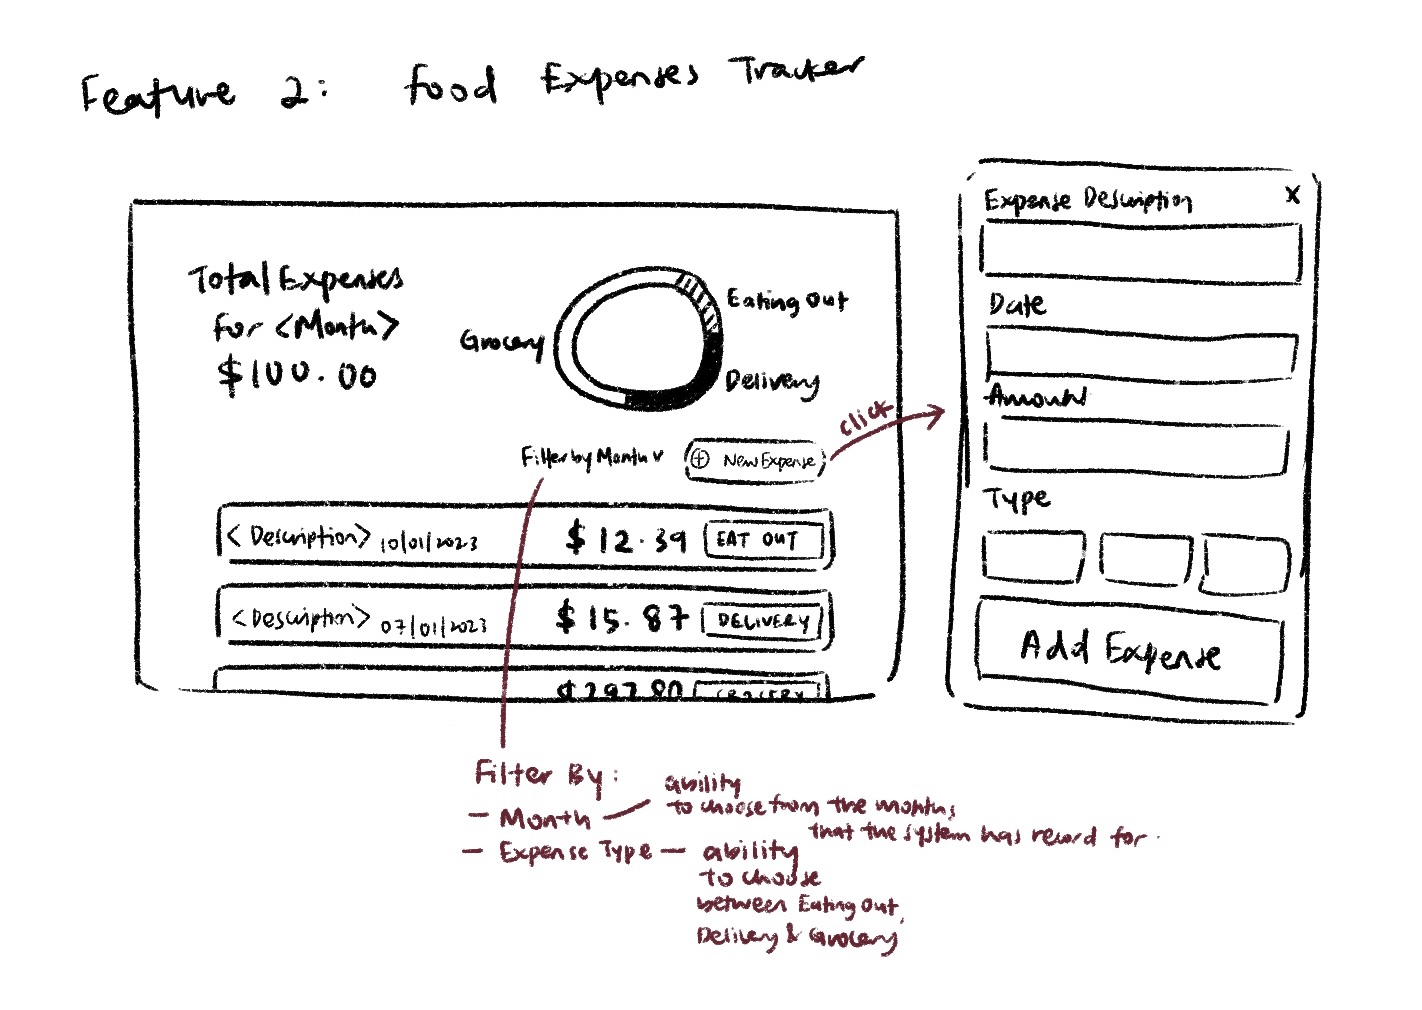 Feature 2: Food Expenses Tracker
Total Expenses
for <Month>
$100.00
Grocery
Eating Out
Delivery
Filter by Month v
+ New Expense
click
<Description> 10/01/2023 $12.39 EAT OUT
<Description> 07/01/2023 $15.87 DELIVERY
$292.80 GROCERY
Expense Description X
Date
Amount
Type
Add Expense
Filter By:
- Month
ability
to choose from the months,
that the system has record for.
- Expense Type - ability
to choose
between Eating Out,
Delivery & Grocery